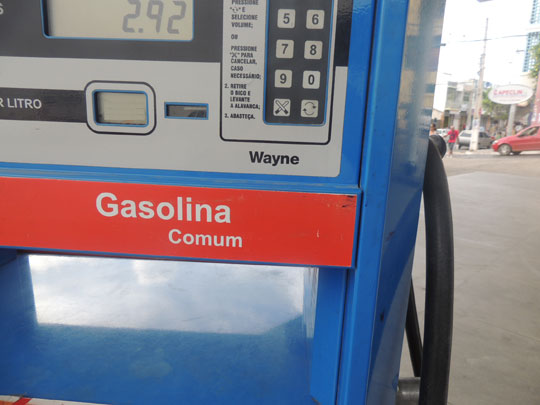 S
2.92
R LITRO
PRESSIONE
E
SELECIONE
VOLUME;
OU
PRESSIONE
"X" PARA
CANCELAR,
CASO
NECESSÁRIO;
2. RETIRE
O BICO E
LEVANTE
A ALAVANCA;
3. ABASTEÇA.
5 6
7 8
9 0
Wayne
Gasolina
Comum